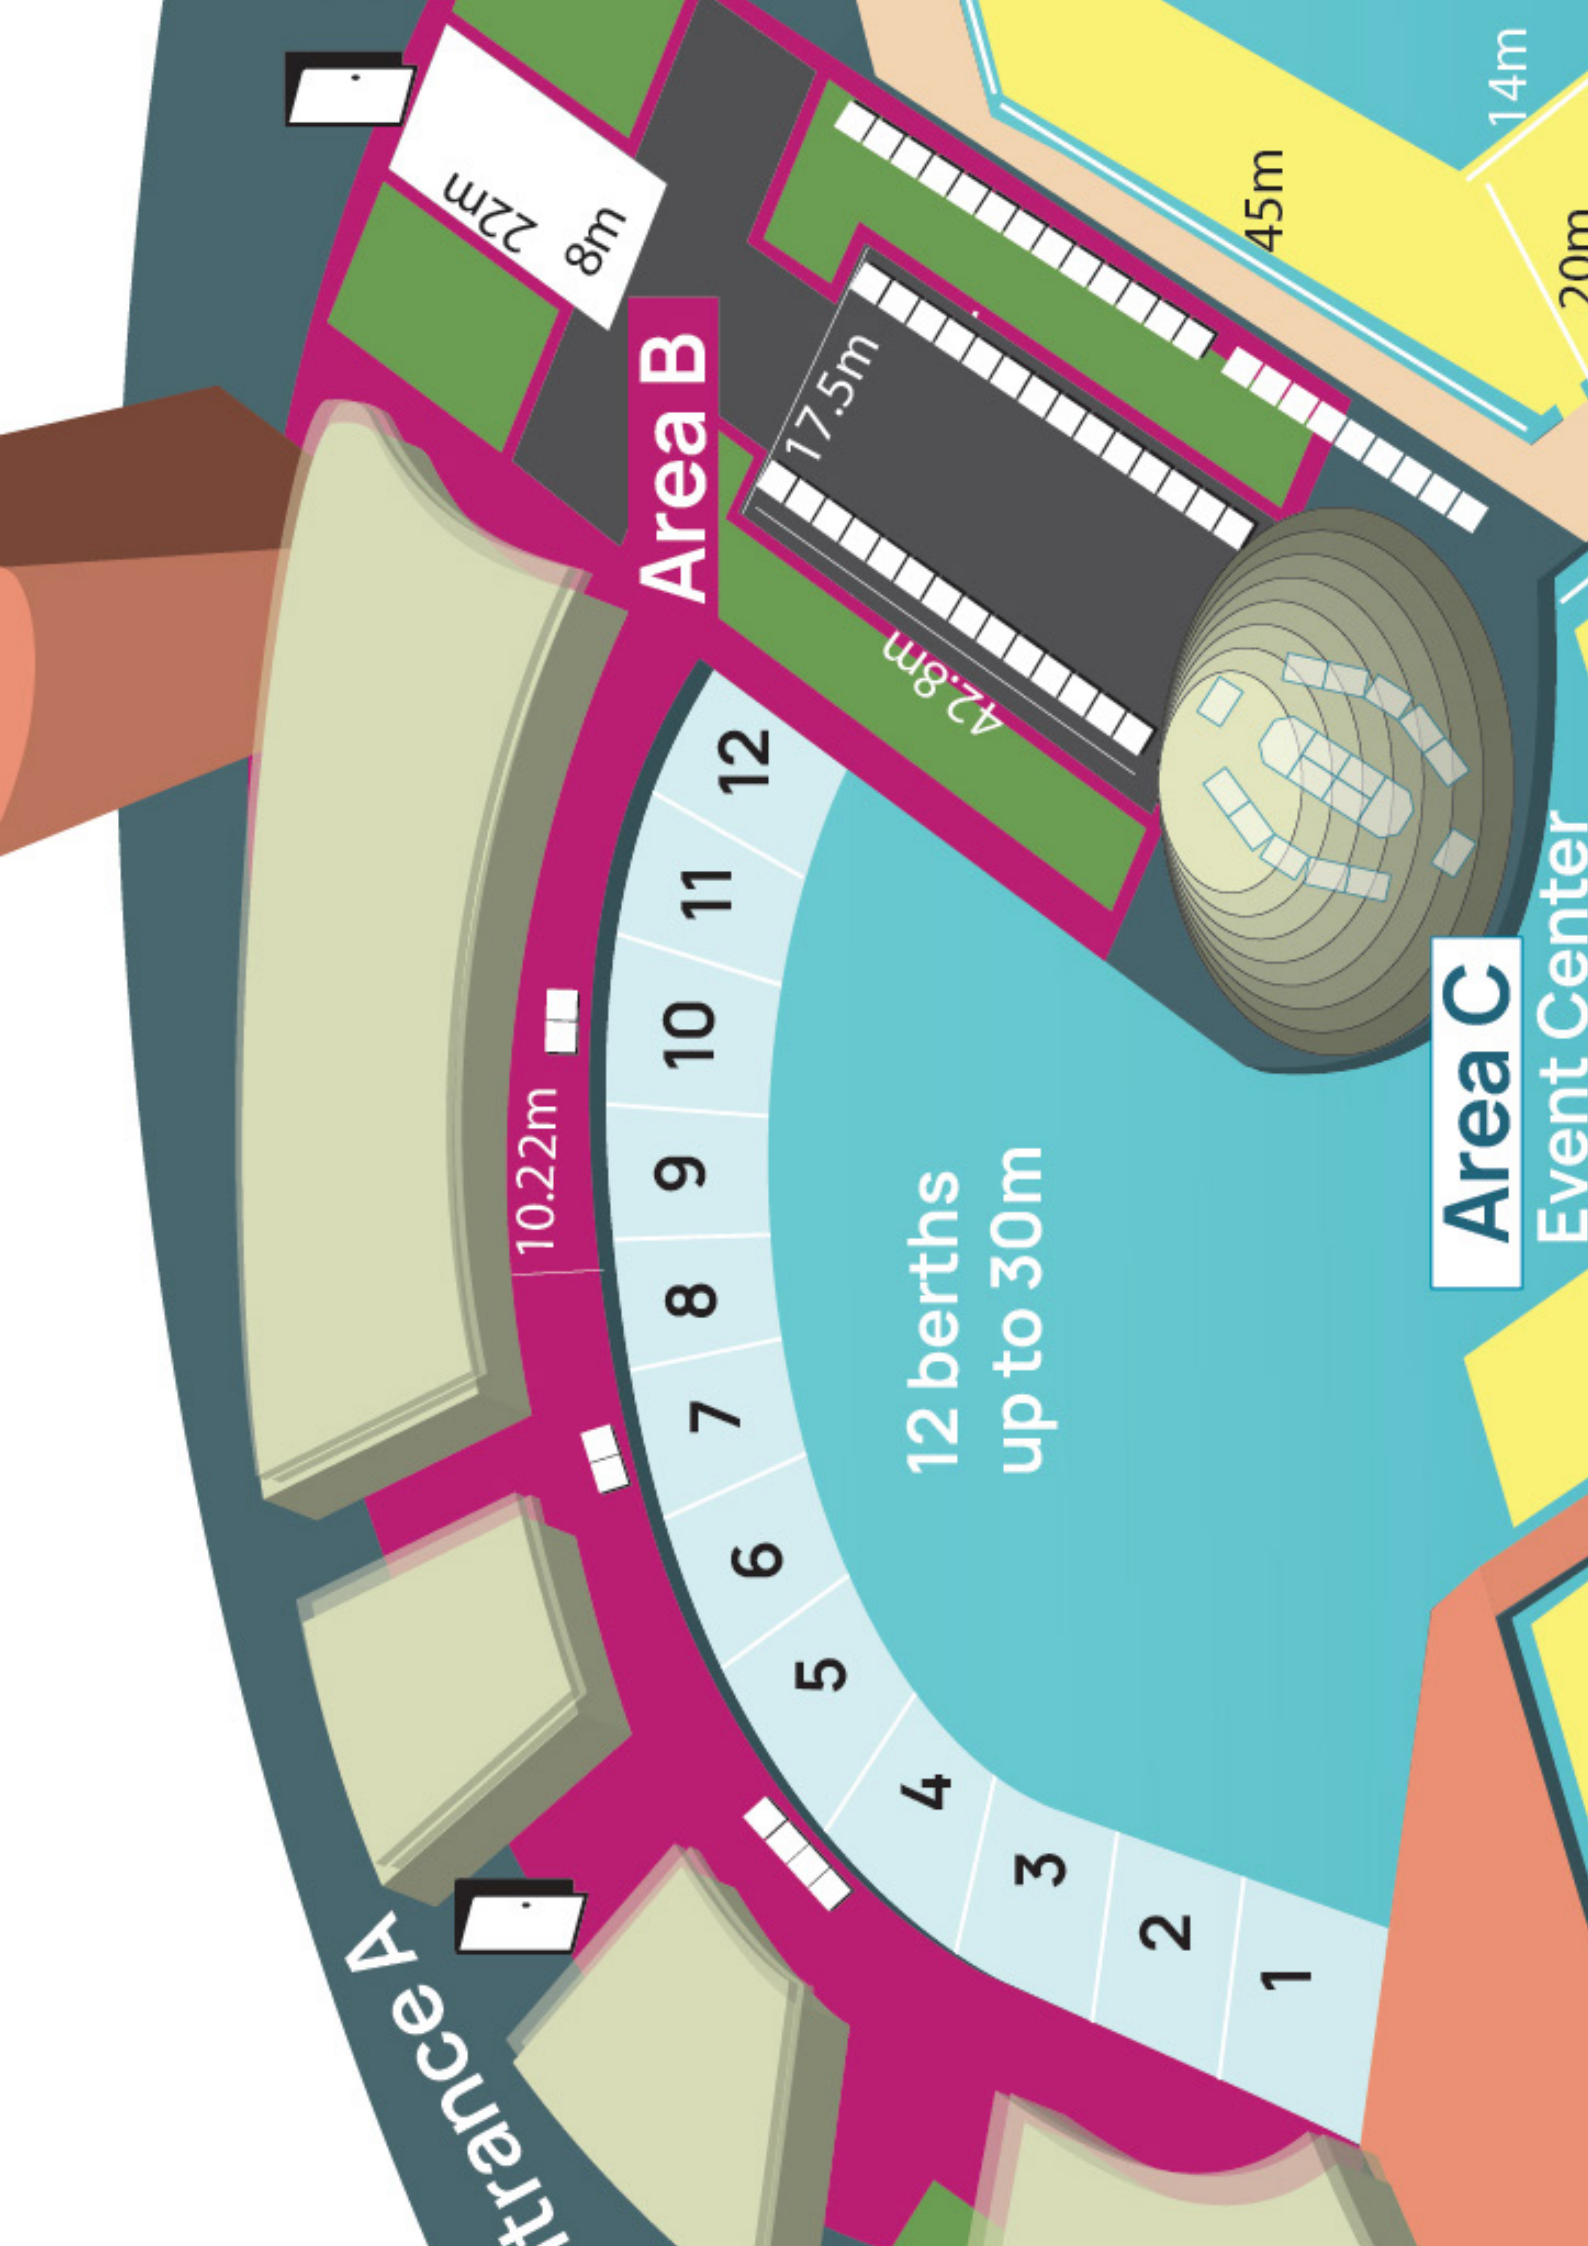 22m
8m
Area B
17.5m
42.8m
45m
14m
20m
12
11
10
9
8
7
6
5
4
3
2
1
10.22m
12 berths
up to 30m
Area C
Event Center
ntrance A